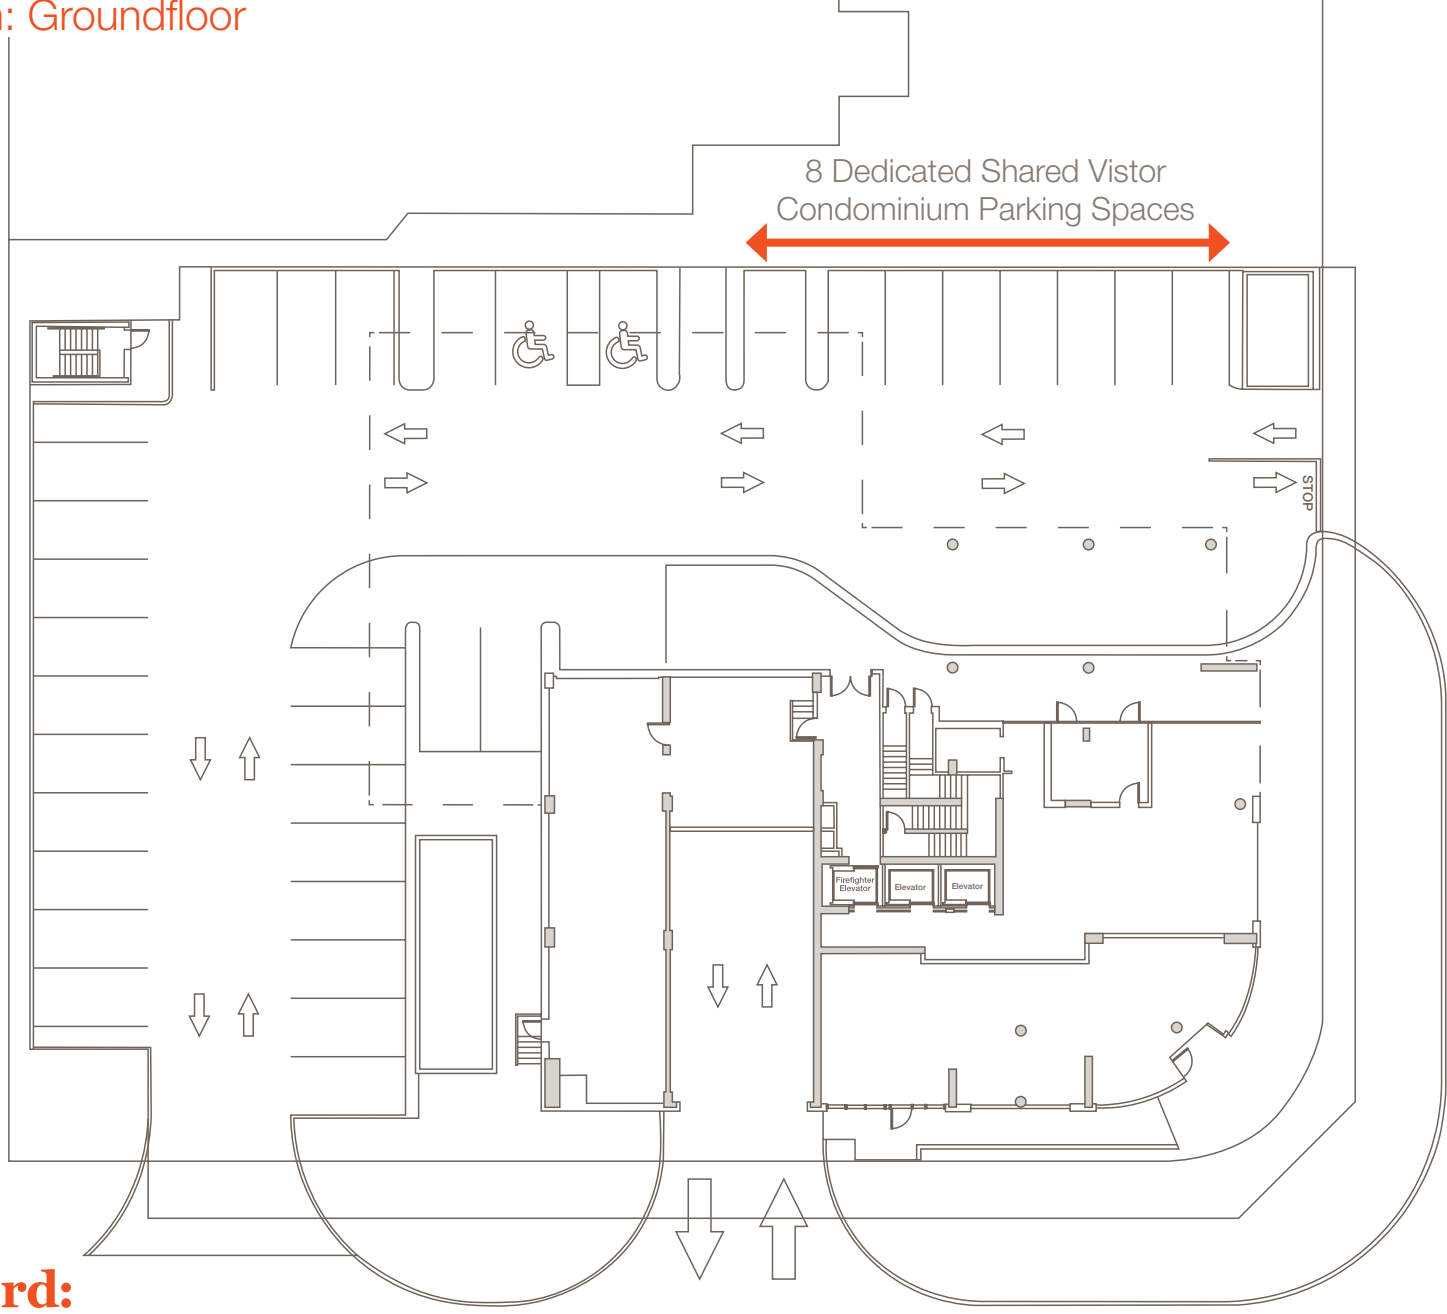 : Groundfloor
8 Dedicated Shared Vistor
Condominium Parking Spaces
STOP
Firefighter
Elevator
Elevator
Elevator
rd: